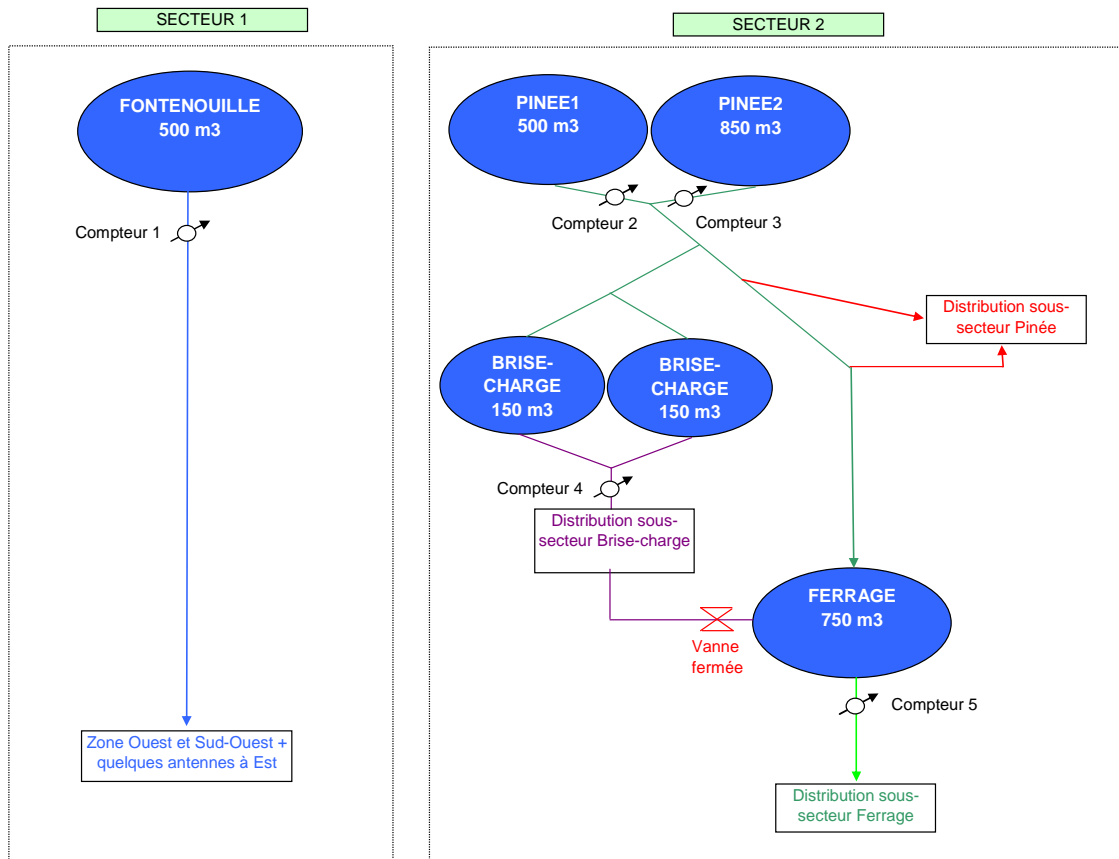 SECTEUR 1
SECTEUR 2
FONTENOUILLE
500 m3
Compteur 1
Zone Ouest et Sud-Ouest +
quelques antennes à Est
PINEE1
500 m3
PINEE2
850 m3
Compteur 2
Compteur 3
Distribution sous-
secteur Pinée
BRISE-
CHARGE
150 m3
BRISE-
CHARGE
150 m3
Compteur 4
Distribution sous-
secteur Brise-charge
Vanne
fermée
FERRAGE
750 m3
Compteur 5
Distribution sous-
secteur Ferrage